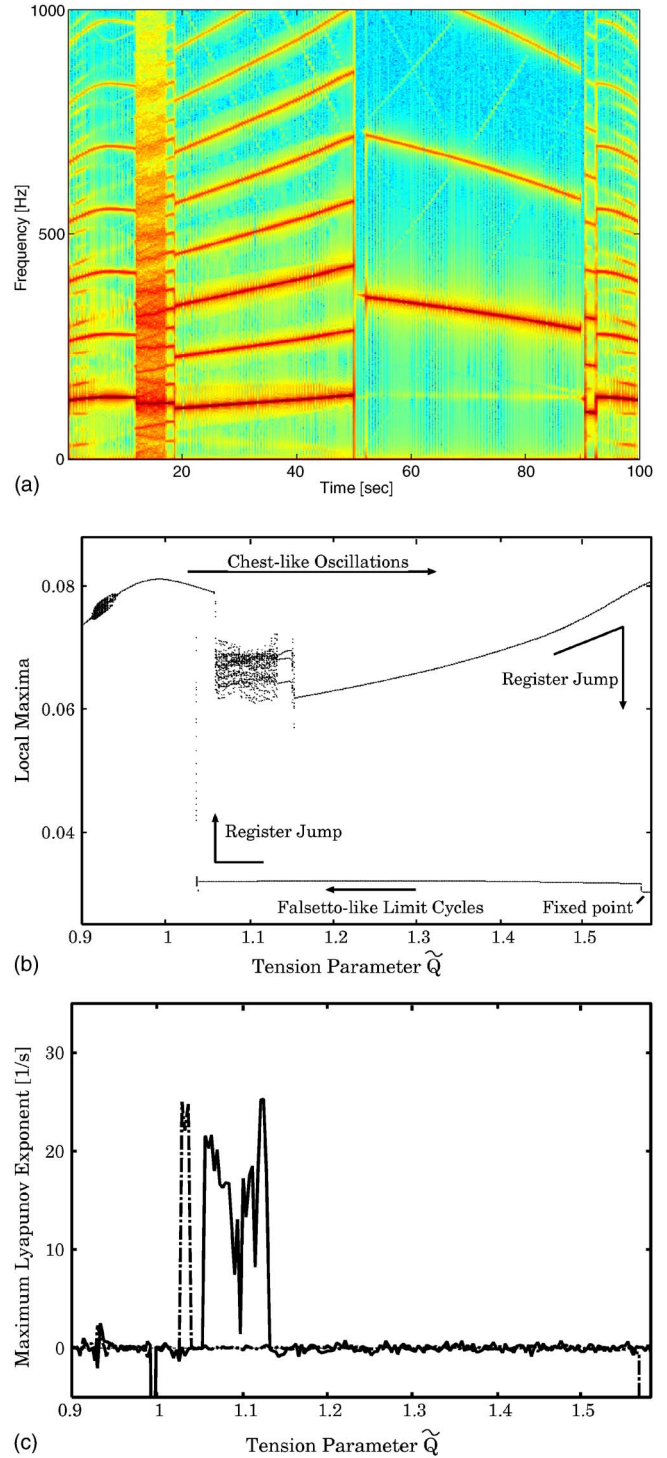 1000
500
0
Frequency [Hz]
20 40 60 80 100
Time [sec]
(a)
Chest-like Oscillations
0.08
0.06
0.04
Local Maxima
Register Jump
Register Jump
Falsetto-like Limit Cycles
Fixed point
0.9 1 1.1 1.2 1.3 1.4 1.5
Tension Parameter Q̃
(b)
30
20
10
0
Maximum Lyapunov Exponent [1/s]
0.9 1 1.1 1.2 1.3 1.4 1.5
Tension Parameter Q̃
(c)